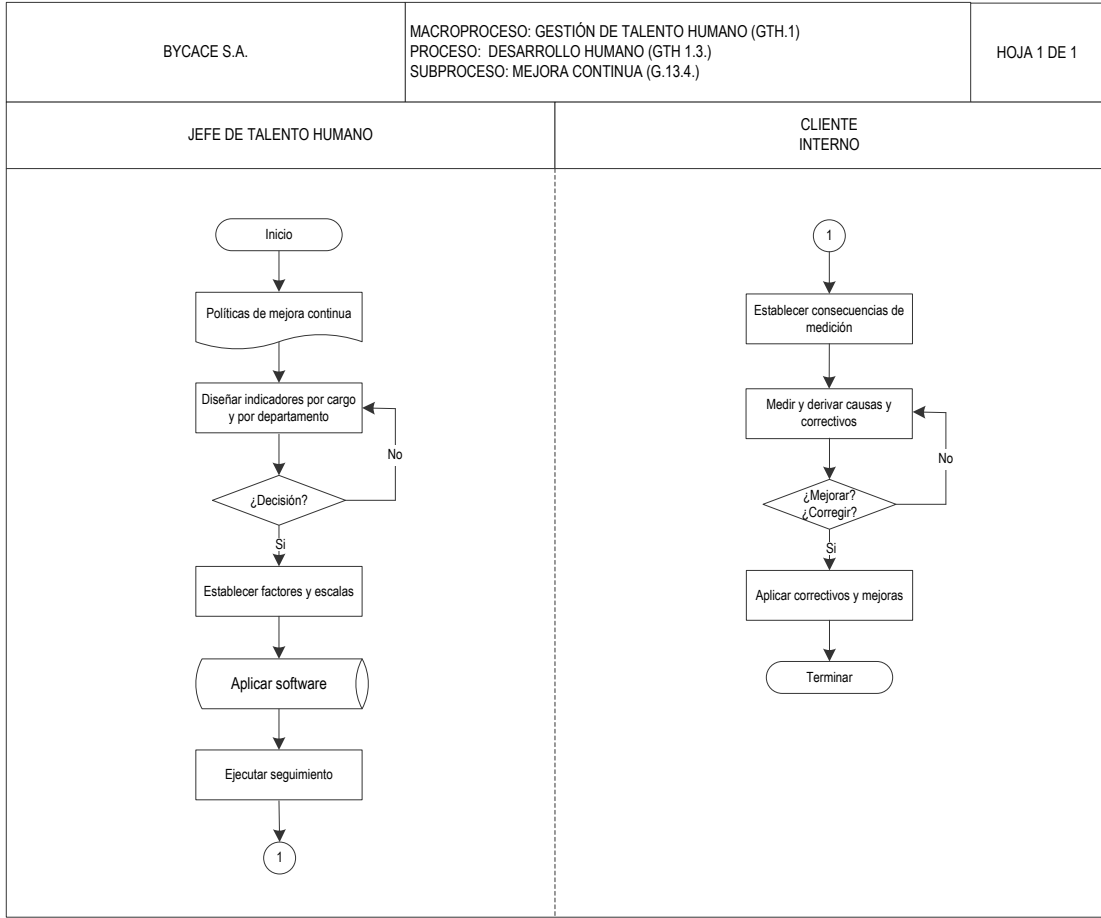 BYCACE S.A.
MACROPROCESO: GESTIÓN DE TALENTO HUMANO (GTH.1)
PROCESO: DESARROLLO HUMANO (GTH 1.3.)
SUBPROCESO: MEJORA CONTINUA (G.13.4.)
HOJA 1 DE 1
JEFE DE TALENTO HUMANO
CLIENTE
INTERNO
Inicio
Políticas de mejora continua
Diseñar indicadores por cargo
y por departamento
No
¿Decisión?
Si
Establecer factores y escalas
Aplicar software
Ejecutar seguimiento
1
1
Establecer consecuencias de
medición
Medir y derivar causas y
correctivos
No
¿Mejorar?
¿Corregir?
Si
Aplicar correctivos y mejoras
Terminar